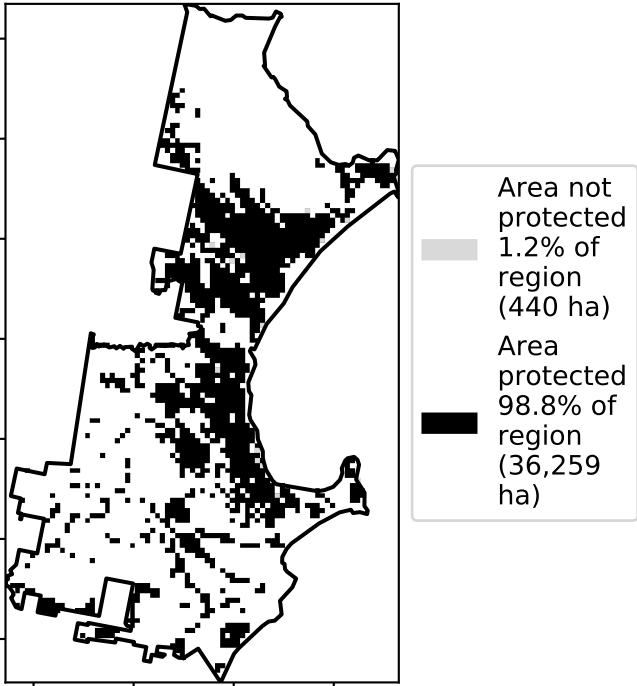 Area not
protected
1.2% of
region
(440 ha)
Area
protected
98.8% of
region
(36,259
ha)